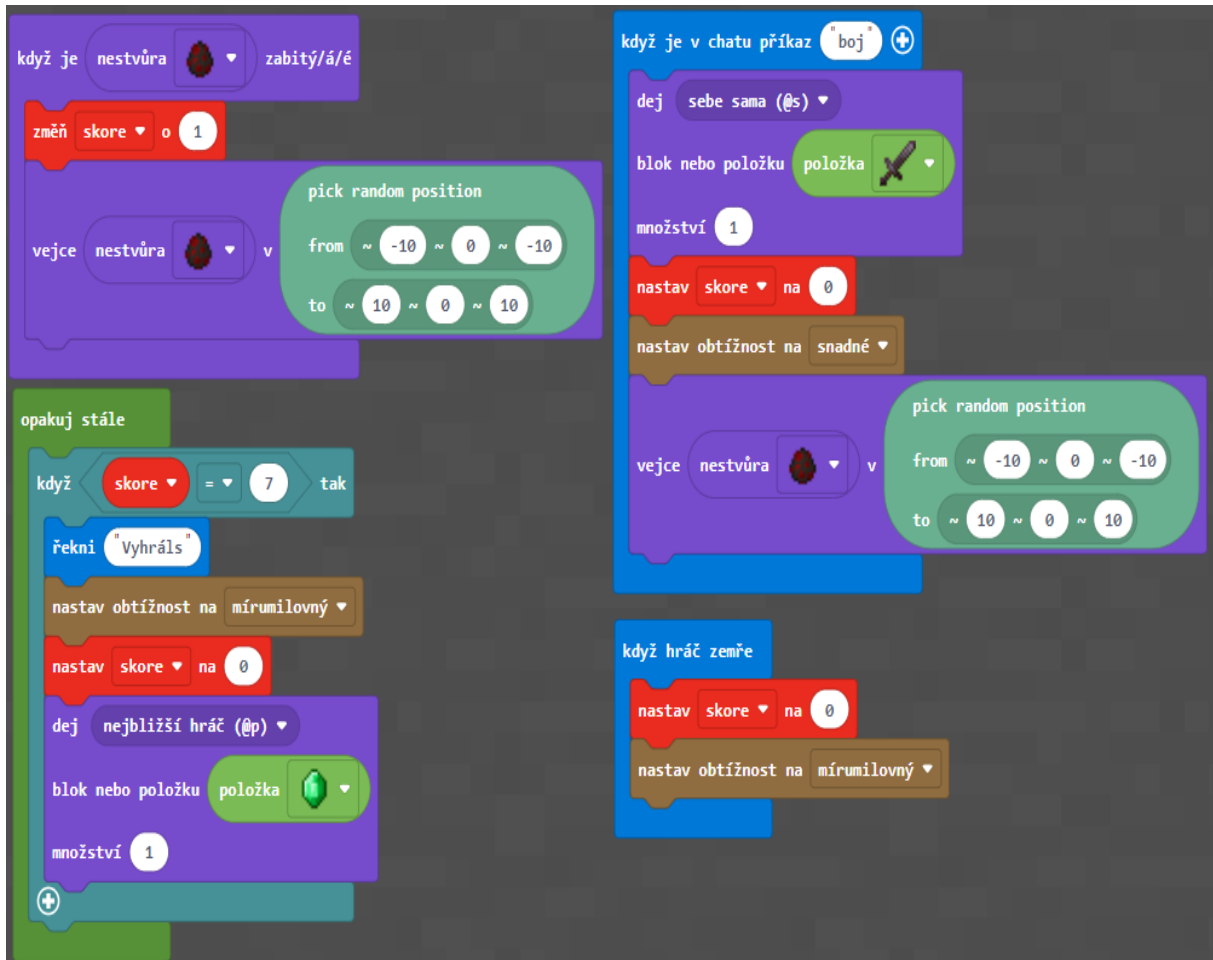 když je nestvůra zabitý/á/é
změň skore o 1
pick random position
vejce nestvůra v from ~ -10 ~ 0 ~ -10
to ~ 10 ~ 0 ~ 10
opakuj stále
když skore = 7 tak
řekni "Vyhráls"
nastav obtížnost na mírumilovný
nastav skore na 0
dej nejbližší hráč (@p)
blok nebo položku položka
množství 1
když je v chatu příkaz "boj"
dej sebe sama (@s)
blok nebo položku položka
množství 1
nastav skore na 0
nastav obtížnost na snadné
pick random position
vejce nestvůra v from ~ -10 ~ 0 ~ -10
to ~ 10 ~ 0 ~ 10
když hráč zemře
nastav skore na 0
nastav obtížnost na mírumilovný